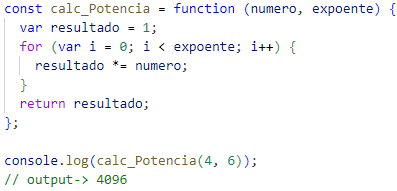 const calc_Potencia = function (numero, expoente) {
  var resultado = 1;
  for (var i = 0; i < expoente; i++) {
    resultado *= numero;
  }
  return resultado;
};

console.log(calc_Potencia(4, 6));
// output-> 4096